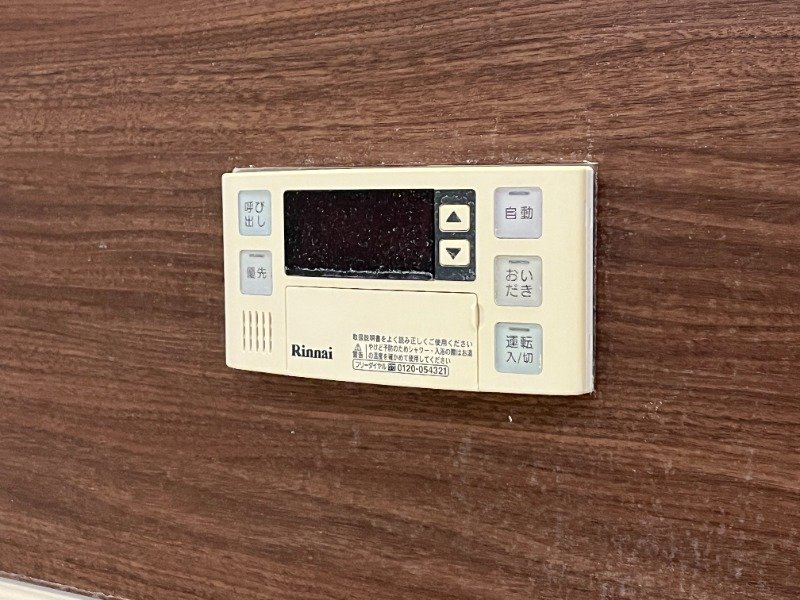 呼び
出し
優先
▲
▼
自動
おい
だき
運転
入/切
Rinnai
取扱説明書をよく読み正しくご使用ください
警告
やけど予防のためシャワー・入浴の際はお湯
の温度を確かめて使用してください
フリーダイヤル 0120-054321